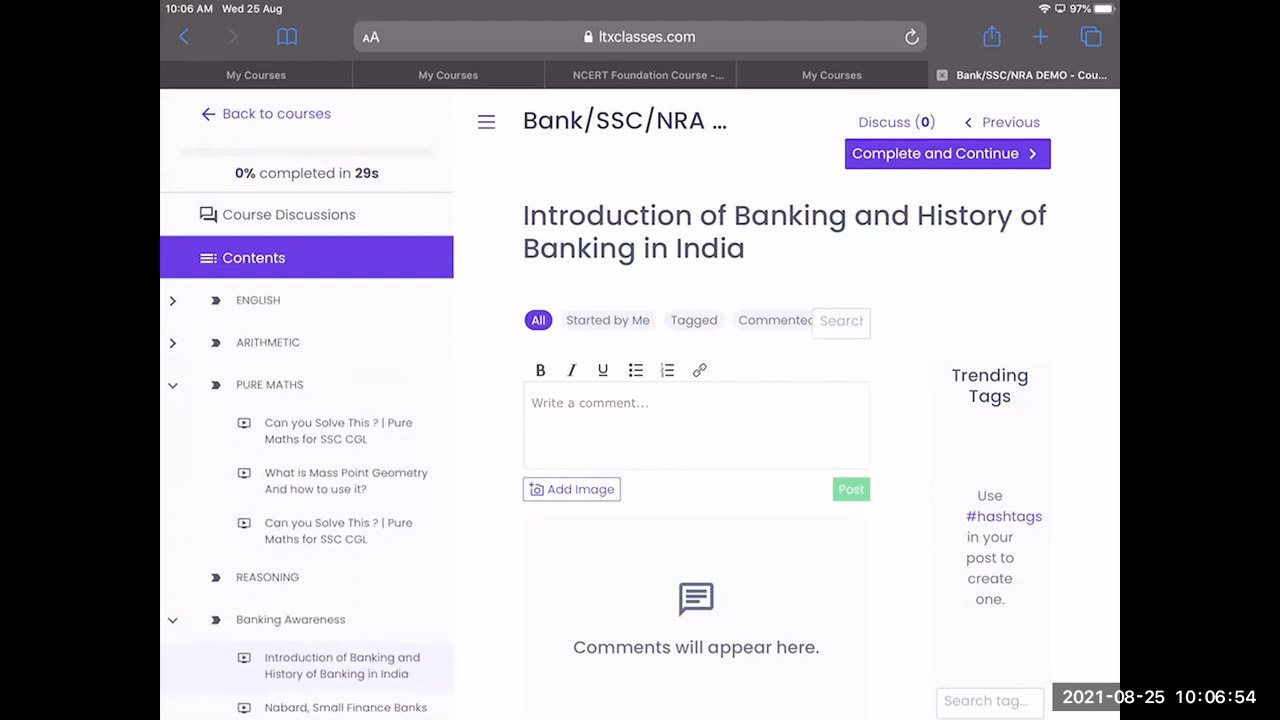 10:06 AM Wed 25 Aug
97%
AA
ltxclasses.com
My Courses
My Courses
NCERT Foundation Course -...
My Courses
Bank/SSC/NRA DEMO - Cou...
Back to courses
0% completed in 29s
Course Discussions
Contents
ENGLISH
ARITHMETIC
PURE MATHS
Can you Solve This ? | Pure
Maths for SSC CGL
What is Mass Point Geometry
And how to use it?
Can you Solve This ? | Pure
Maths for SSC CGL
REASONING
Banking Awareness
Introduction of Banking and
History of Banking in India
Nabard, Small Finance Banks
Bank/SSC/NRA ...
Discuss (0)
Previous
Complete and Continue
Introduction of Banking and History of
Banking in India
All
Started by Me
Tagged
Commented
Search
B I U
Write a comment...
Add Image
Post
Comments will appear here.
Trending
Tags
Use
#hashtags
in your
post to
create
one.
Search tag...
2021-08-25 10:06:54